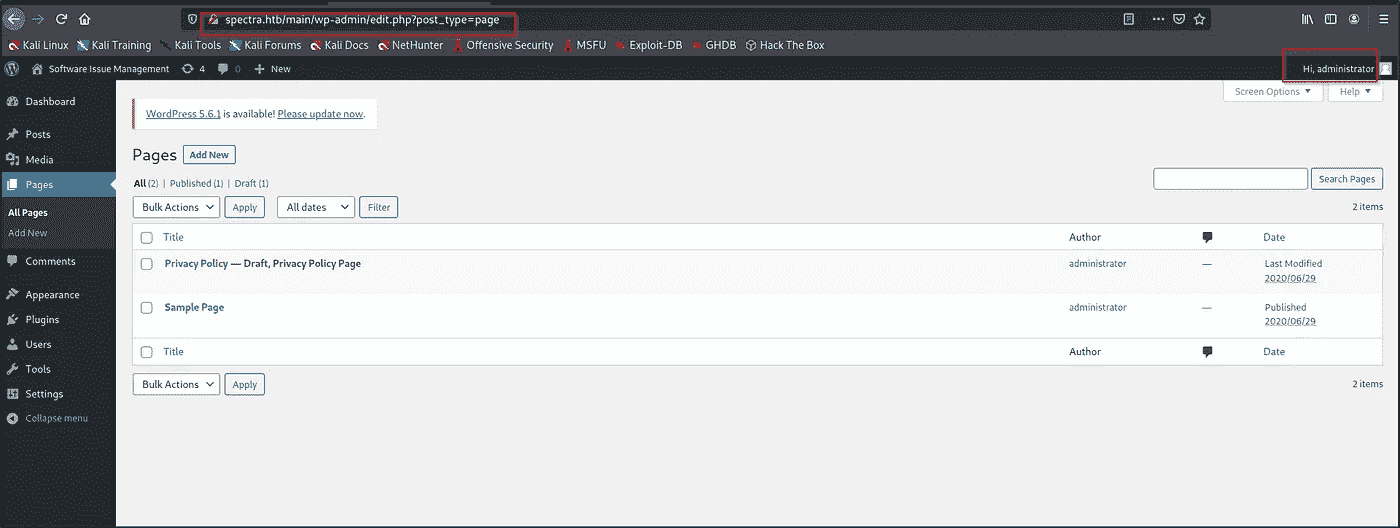 spectra.htb/main/wp-admin/edit.php?post_type=page
Kali Linux Kali Training Kali Tools Kali Forums Kali Docs NetHunter Offensive Security MSFU Exploit-DB GHDB Hack The Box
Software Issue Management 4 0 New Hi, administrator
Screen Options Help
Dashboard
Posts
Media
Pages
All Pages
Add New
Comments
Appearance
Plugins
Users
Tools
Settings
Collapse menu
WordPress 5.6.1 is available! Please update now.
Pages Add New
All (2) | Published (1) | Draft (1)
Search Pages
Bulk Actions Apply All dates Filter 2 items
Title Author Date
Privacy Policy — Draft, Privacy Policy Page administrator — Last Modified
2020/06/29
Sample Page administrator — Published
2020/06/29
Title Author Date
Bulk Actions Apply 2 items